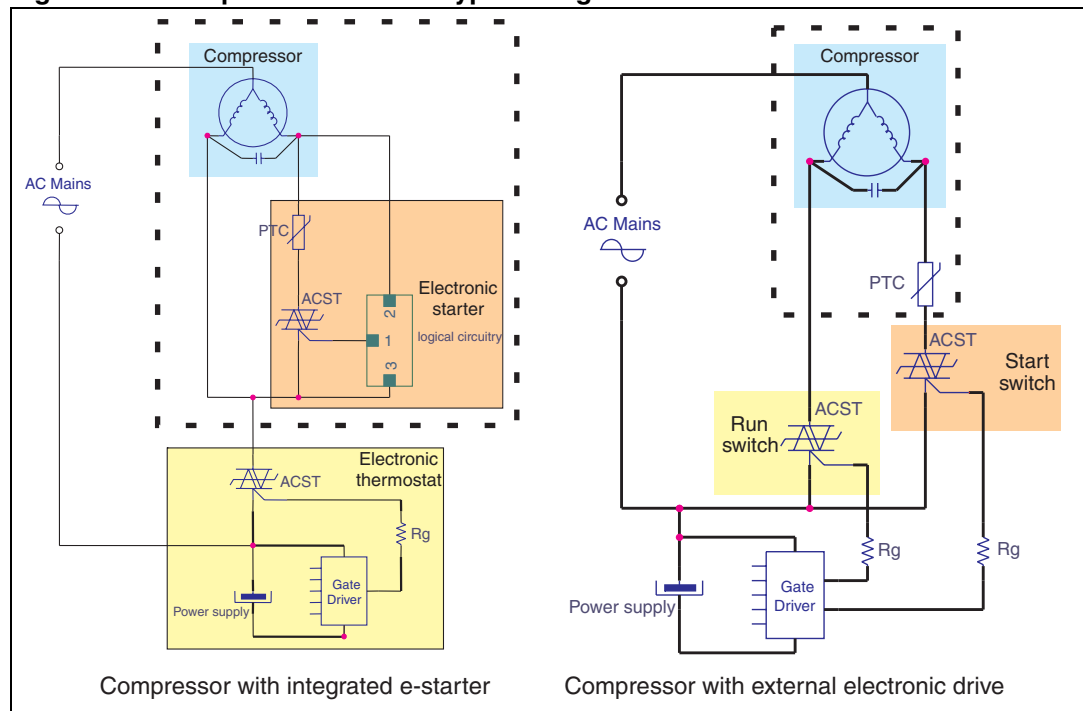 Compressor
AC Mains
PTC
ACST
Electronic
starter
logical circuitry
2
1
3
Electronic
thermostat
ACST
Rg
Gate
Driver
Power supply
Compressor with integrated e-starter
Compressor
AC Mains
PTC
ACST
Start
switch
ACST
Run
switch
Rg
Rg
Gate
Driver
Power supply
Compressor with external electronic drive